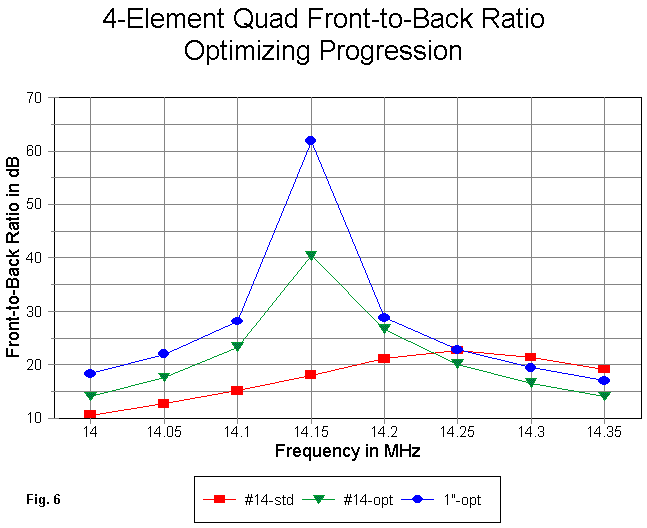 4-Element Quad Front-to-Back Ratio
Optimizing Progression
70
60
50
40
30
20
10
Front-to-Back Ratio in dB
14 14.05 14.1 14.15 14.2 14.25 14.3 14.35
Frequency in MHz
Fig. 6
#14-std #14-opt 1"-opt